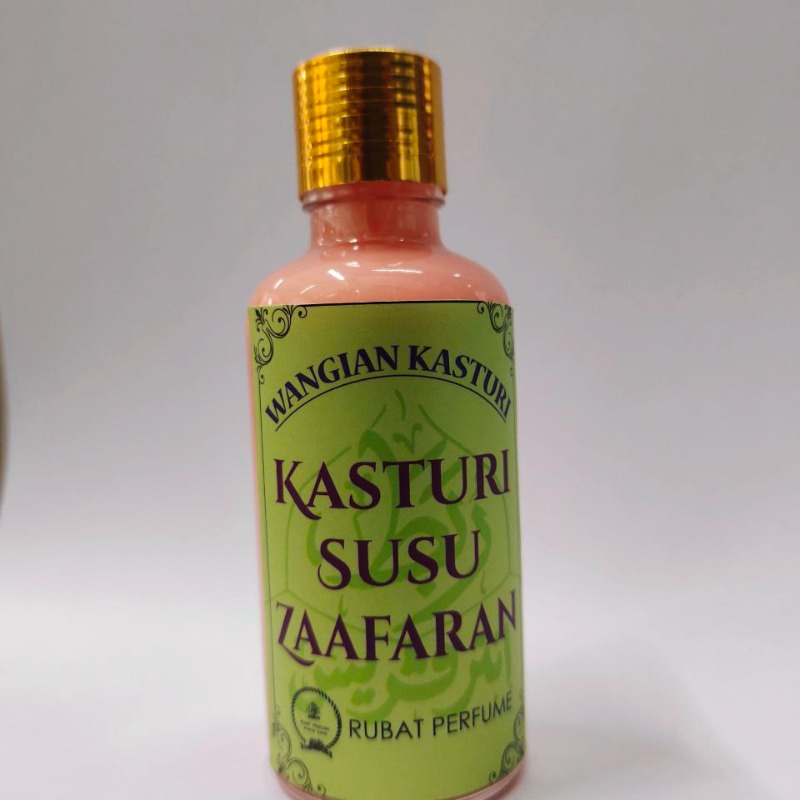 WANGIAN KASTURI
KASTURI
SUSU
ZAAFARAN
RUBAT PERFUME